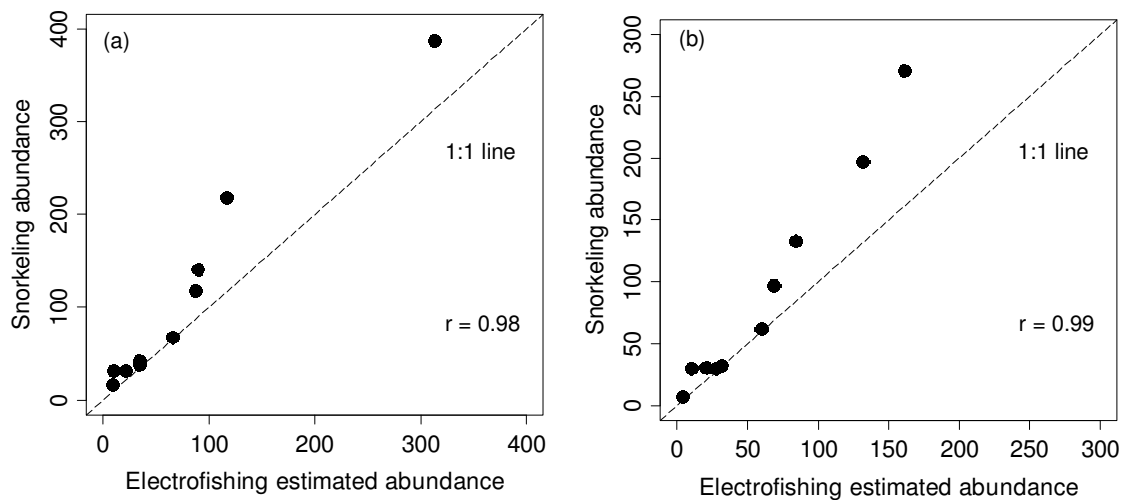 (a)
400
300
200
100
0
Snorkeling abundance
1:1 line
r = 0.98
0 100 200 300 400
Electrofishing estimated abundance
(b)
300
250
200
150
100
50
0
Snorkeling abundance
1:1 line
r = 0.99
0 50 100 150 200 250 300
Electrofishing estimated abundance